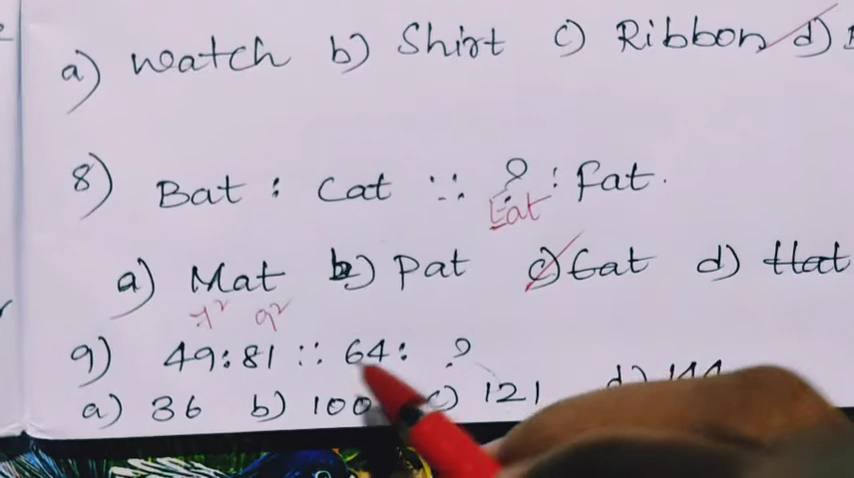 a) Watch b) Shirt c) Ribbon d)
8) Bat : Cat :: ? : Fat.
Eat
a) Mat b) Pat c) Eat d) Hat
7² 9²
9) 49:81 :: 64: ?
a) 36 b) 100 c) 121 d) 144